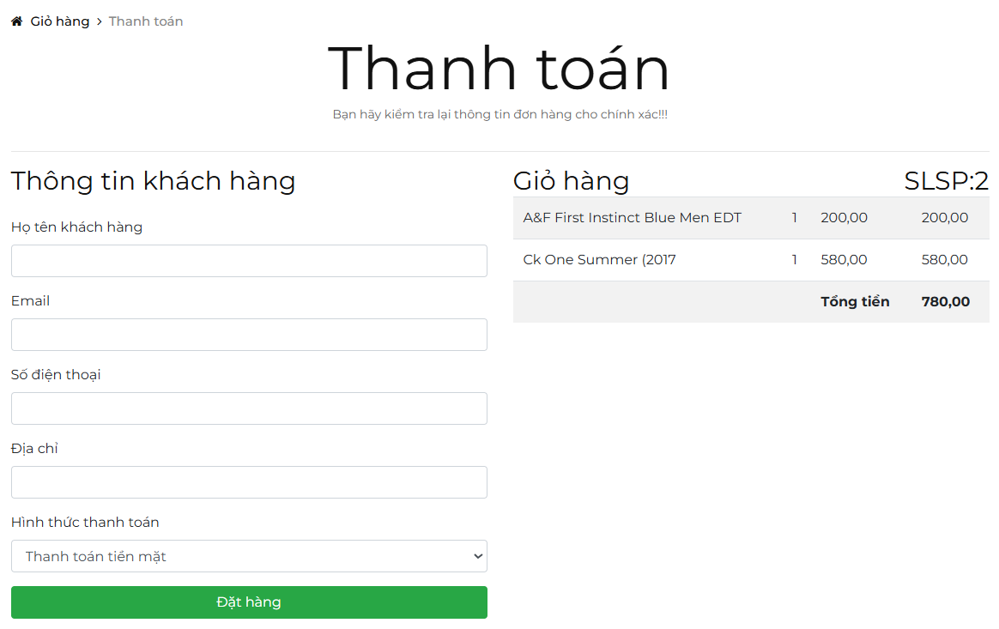 Giỏ hàng > Thanh toán
Thanh toán
Bạn hãy kiểm tra lại thông tin đơn hàng cho chính xác!!!
Thông tin khách hàng
Họ tên khách hàng
Email
Số điện thoại
Địa chỉ
Hình thức thanh toán
Thanh toán tiền mặt
Đặt hàng
Giỏ hàng SLSP:2
A&F First Instinct Blue Men EDT 1 200,00 200,00
Ck One Summer (2017 1 580,00 580,00
Tổng tiền 780,00